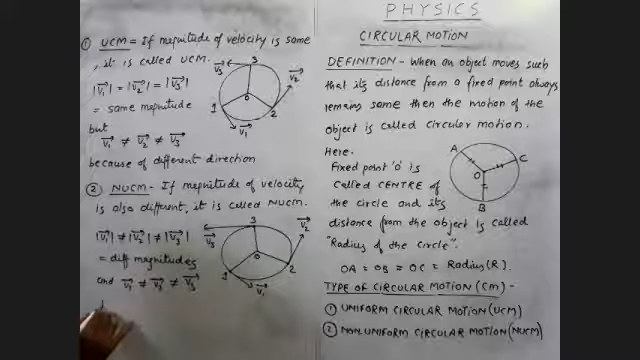 PHYSICS
CIRCULAR MOTION
DEFINITION - When an object moves such
that its distance from a fixed point always
remains same then the motion of the
object is called circular motion.
Here.
Fixed point 'O' is
called CENTRE of
the circle and its
distance from the object is called
"Radius of the circle".
A
C
O
B
OA = OB = OC = Radius (R).
TYPE OF CIRCULAR MOTION (CM) -
① UNIFORM CIRCULAR MOTION (UCM)
② NON.UNIFORM CIRCULAR MOTION (NUCM)
① UCM = If megnitude of velocity is same
, it is called UCM.
|V1| = |V2| = |V3|
= same megnitude
but
V1 ≠ V2 ≠ V3
because of different direction
V3
3
V2
O
1
2
V1
② NUCM - If megnitude of velocity
is also different, it is called NUCM.
|V1| ≠ |V2| ≠ |V3|
= diff megnitudes
and V1 ≠ V2 ≠ V3
V3
3
V2
O
1
2
V1